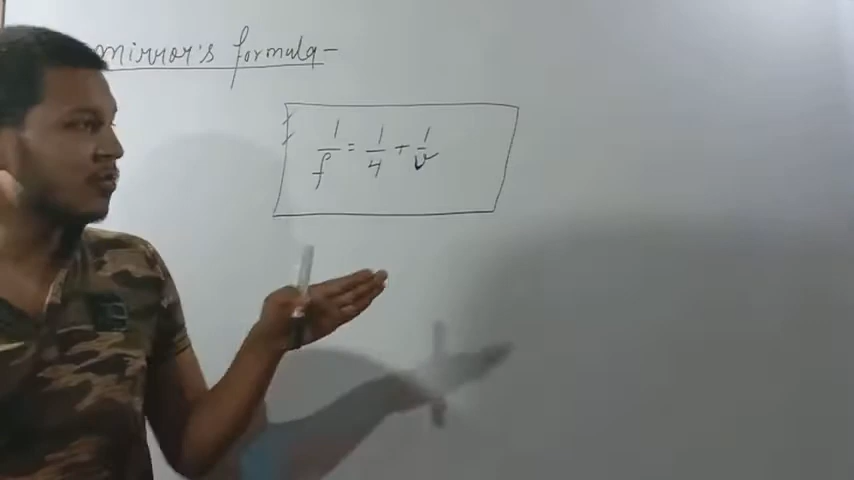 mirror's formula-
1/f = 1/u + 1/v